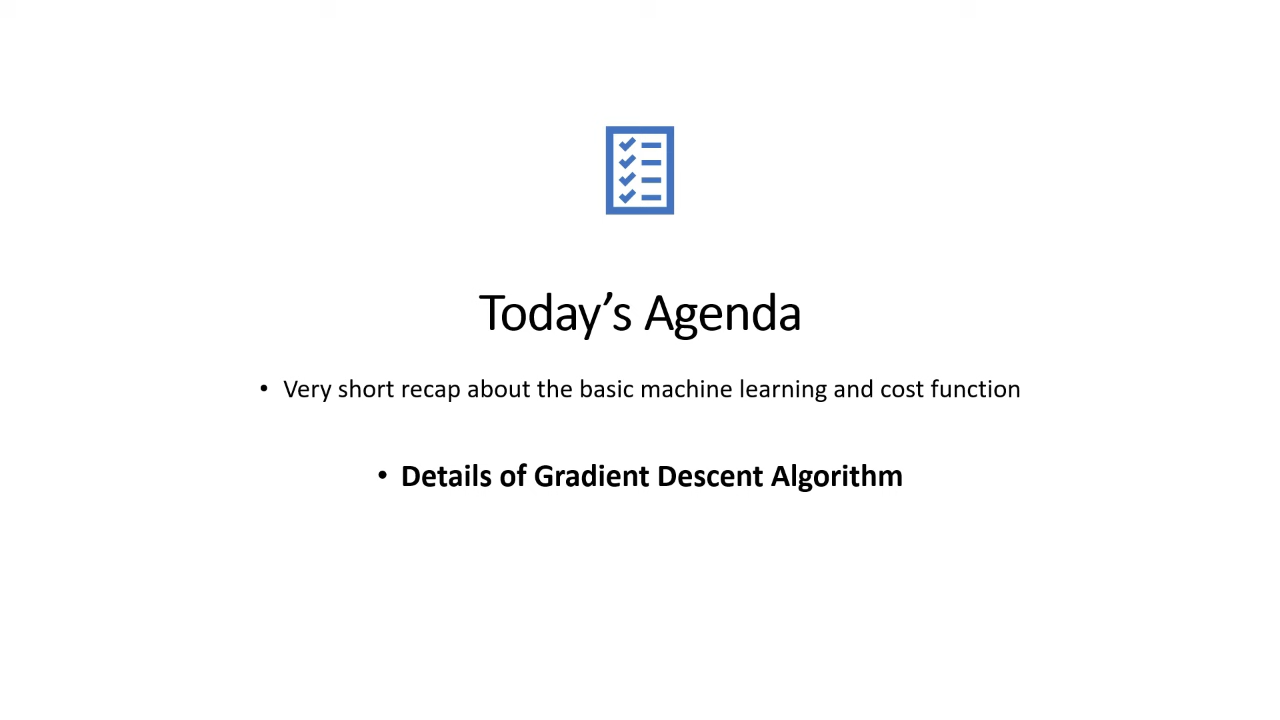 Today’s Agenda
• Very short recap about the basic machine learning and cost function
• Details of Gradient Descent Algorithm